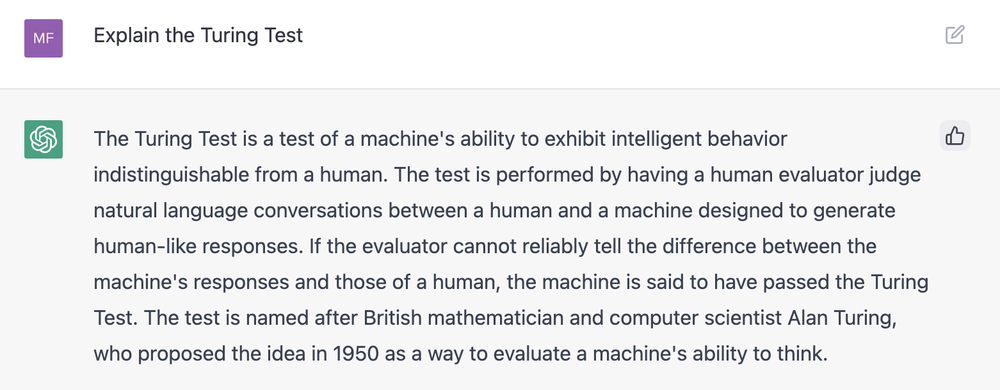 MF
Explain the Turing Test
The Turing Test is a test of a machine's ability to exhibit intelligent behavior
indistinguishable from a human. The test is performed by having a human evaluator judge
natural language conversations between a human and a machine designed to generate
human-like responses. If the evaluator cannot reliably tell the difference between the
machine's responses and those of a human, the machine is said to have passed the Turing
Test. The test is named after British mathematician and computer scientist Alan Turing,
who proposed the idea in 1950 as a way to evaluate a machine's ability to think.